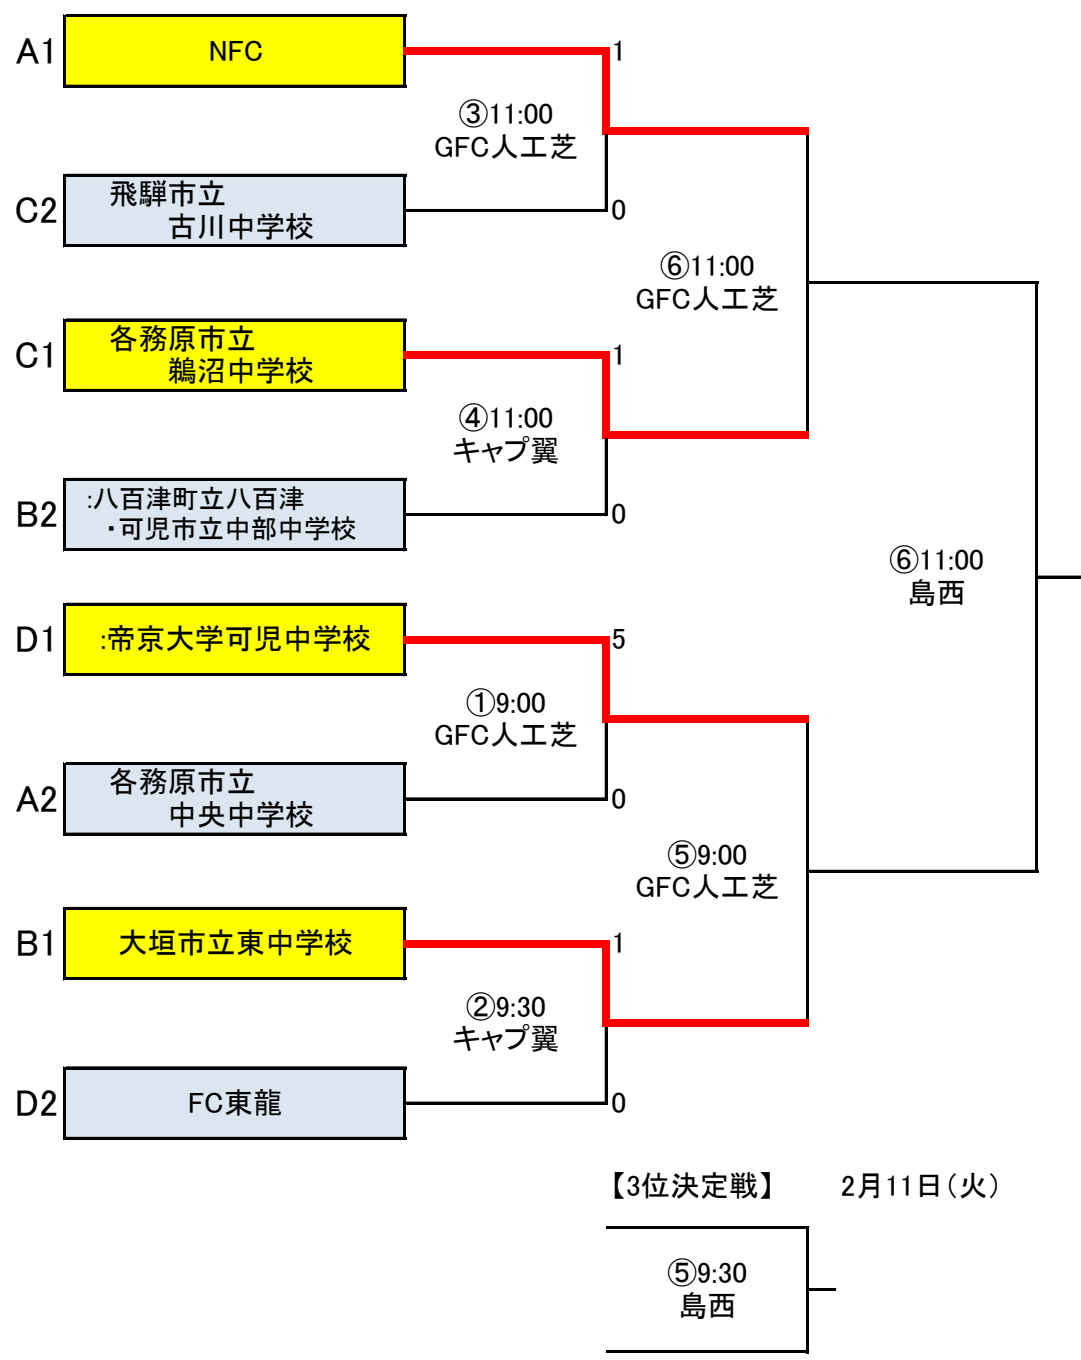 A1
NFC
1
③11:00
GFC人工芝
C2
飛騨市立
古川中学校
0
⑥11:00
GFC人工芝
C1
各務原市立
鵜沼中学校
1
④11:00
キャプ翼
B2
:八百津町立八百津
・可児市立中部中学校
0
⑥11:00
島西
D1
:帝京大学可児中学校
5
①9:00
GFC人工芝
A2
各務原市立
中央中学校
0
⑤9:00
GFC人工芝
B1
大垣市立東中学校
1
②9:30
キャプ翼
D2
FC東龍
0
【3位決定戦】 2月11日(火)
⑤9:30
島西